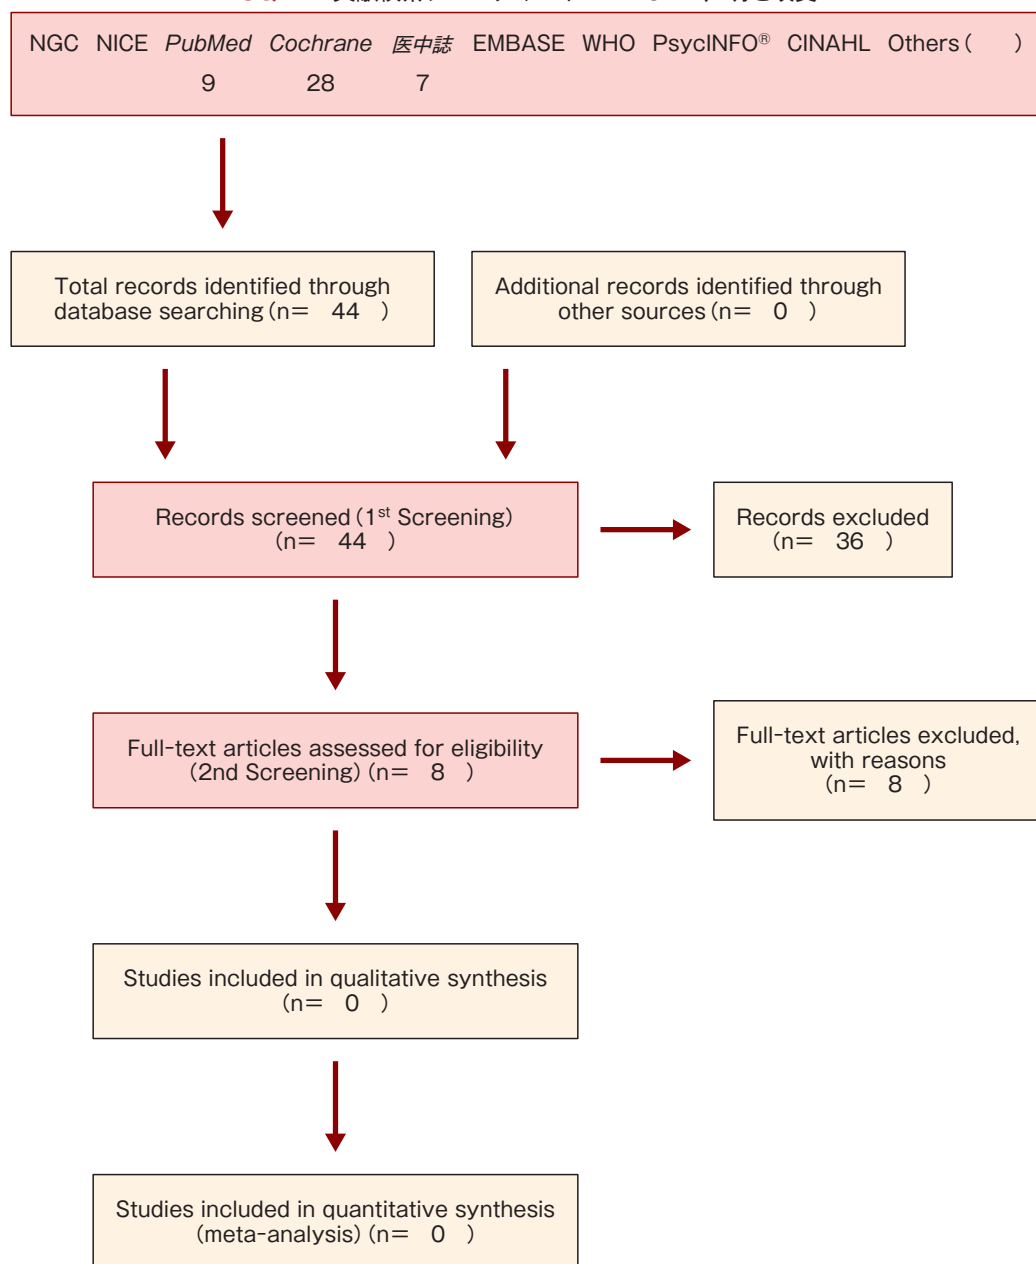 NGC NICE PubMed Cochrane 医中誌 EMBASE WHO PsycINFO® CINAHL Others( )
9 28 7
Total records identified through
database searching(n= 44 )
Additional records identified through
other sources(n= 0 )
Records screened(1st Screening)
(n= 44 )
Records excluded
(n= 36 )
Full-text articles assessed for eligibility
(2nd Screening)(n= 8 )
Full-text articles excluded,
with reasons
(n= 8 )
Studies included in qualitative synthesis
(n= 0 )
Studies included in quantitative synthesis
(meta-analysis)(n= 0 )